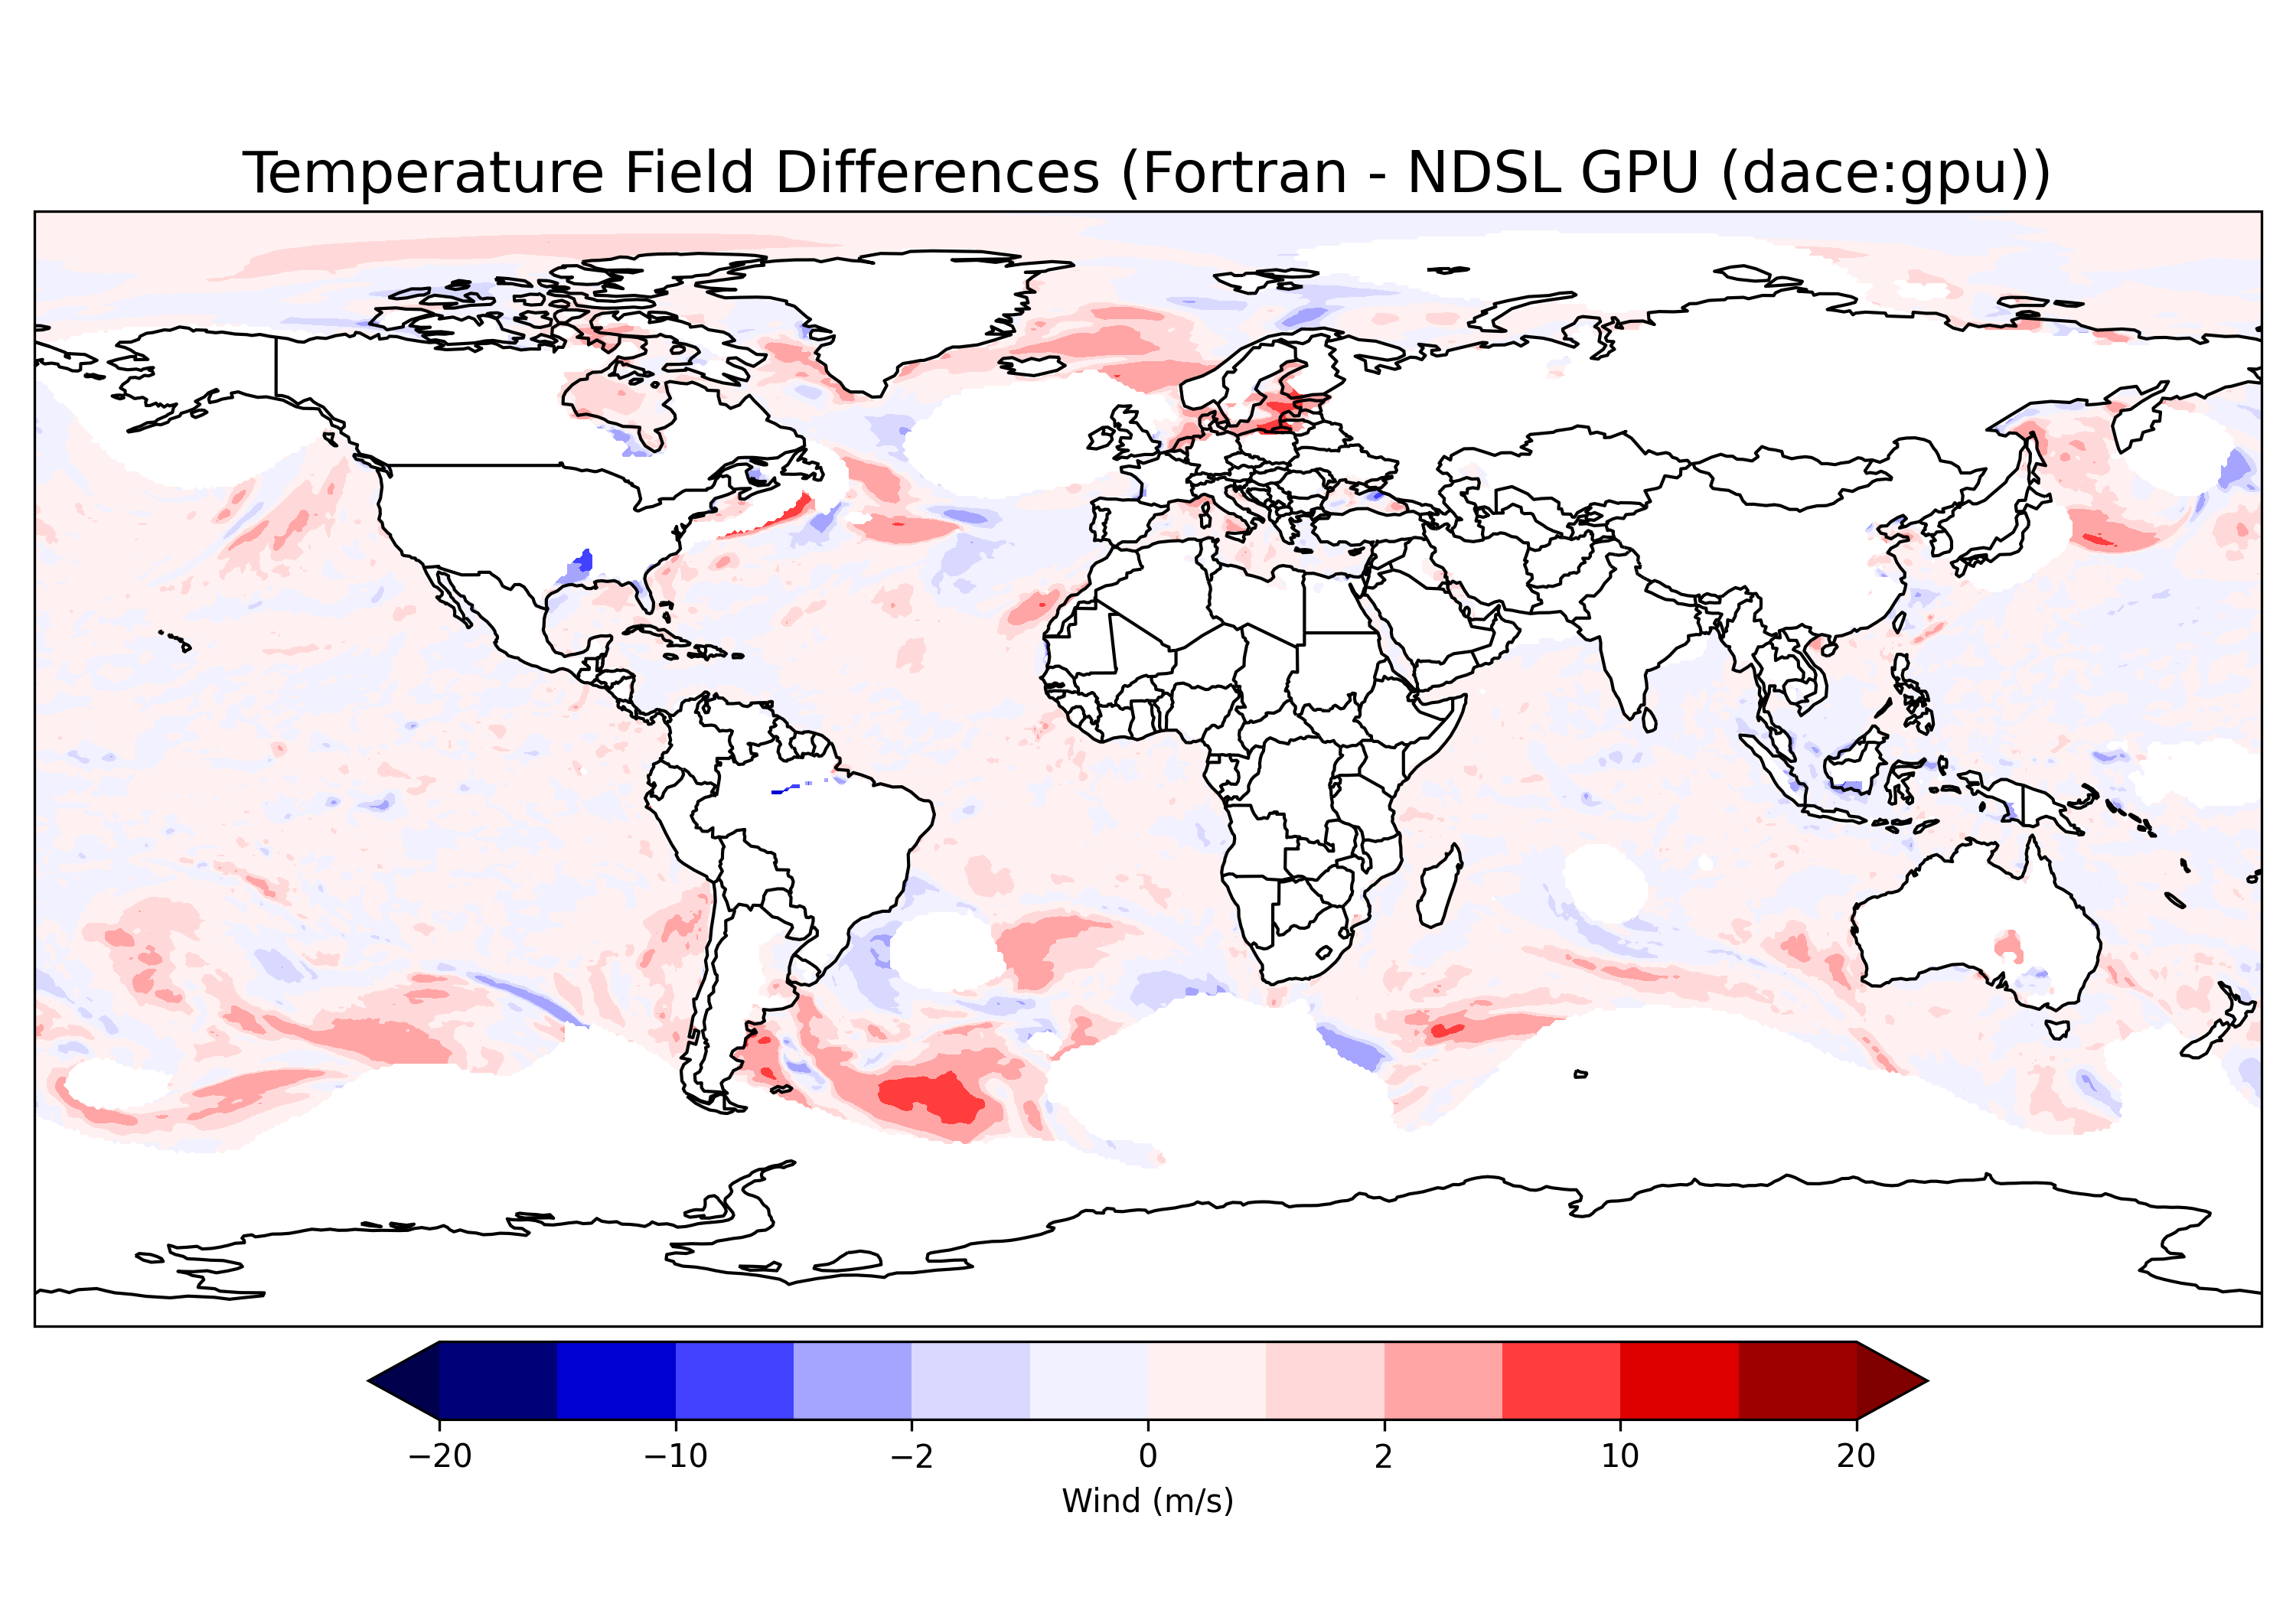 Temperature Field Differences (Fortran - NDSL GPU (dace:gpu))
−20 −10 −2 0 2 10 20
Wind (m/s)